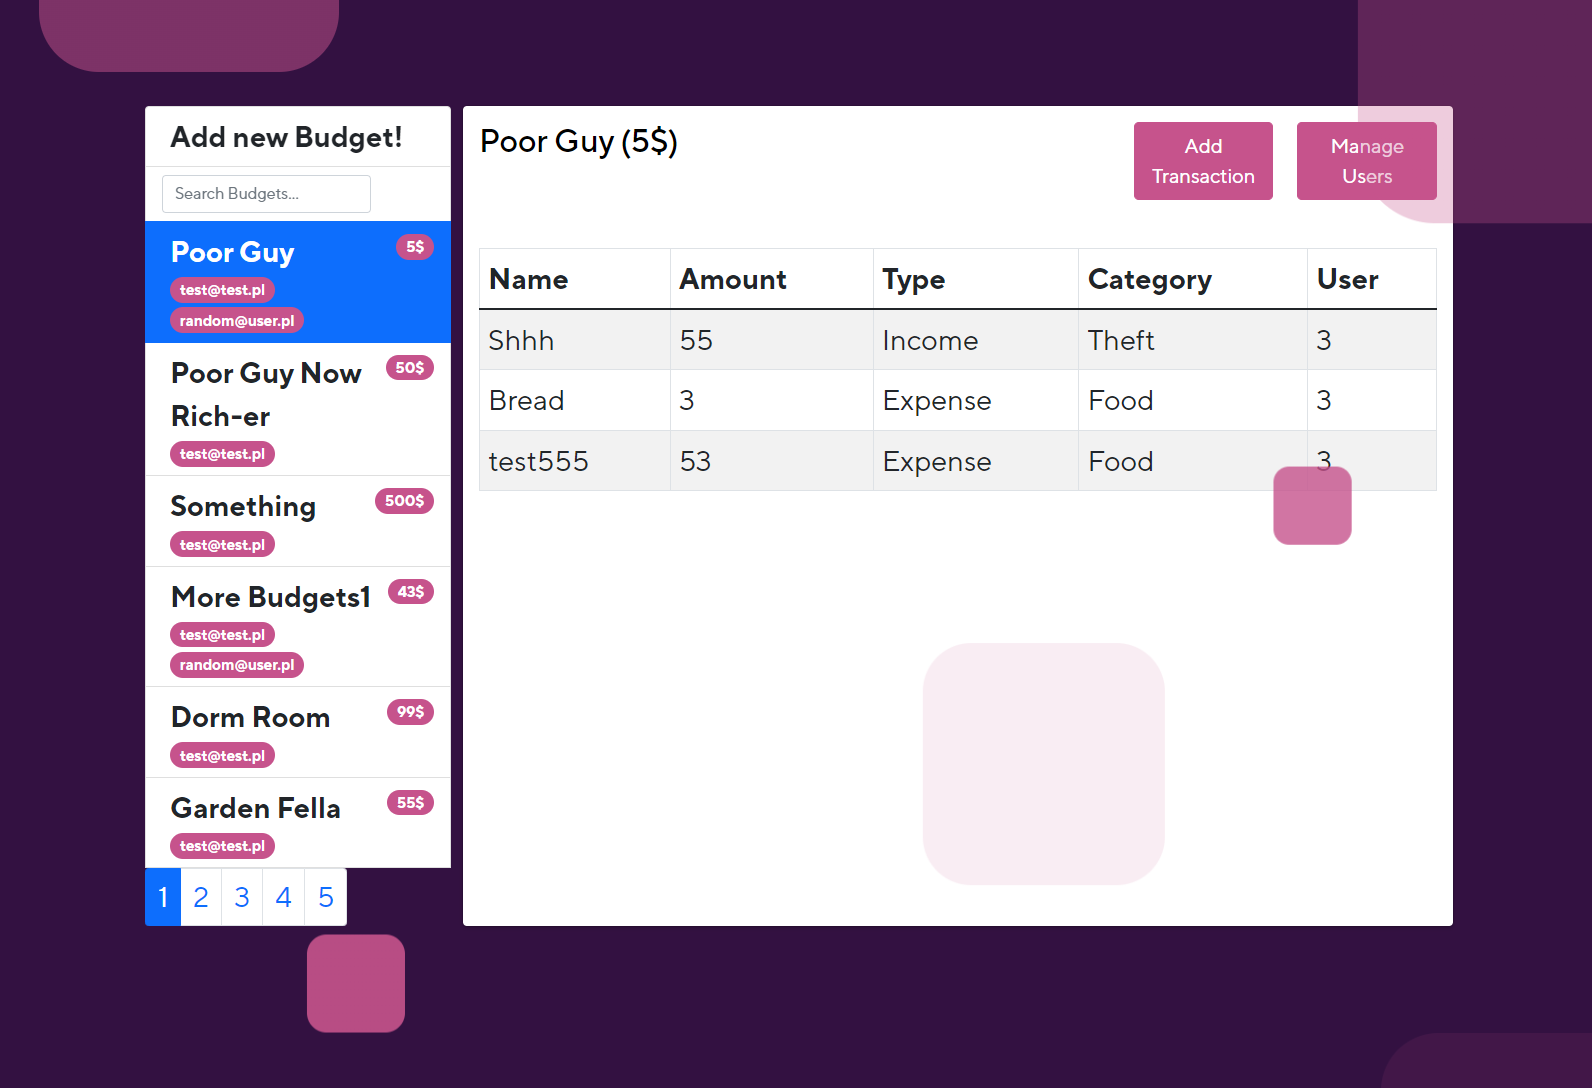 Add new Budget!
Search Budgets...
Poor Guy 5$
test@test.pl
random@user.pl
Poor Guy Now 50$
Rich-er
test@test.pl
Something 500$
test@test.pl
More Budgets1 43$
test@test.pl
random@user.pl
Dorm Room 99$
test@test.pl
Garden Fella 55$
test@test.pl
1 2 3 4 5
Poor Guy (5$)
Add
Transaction
Manage
Users
Name Amount Type Category User
Shhh 55 Income Theft 3
Bread 3 Expense Food 3
test555 53 Expense Food 3